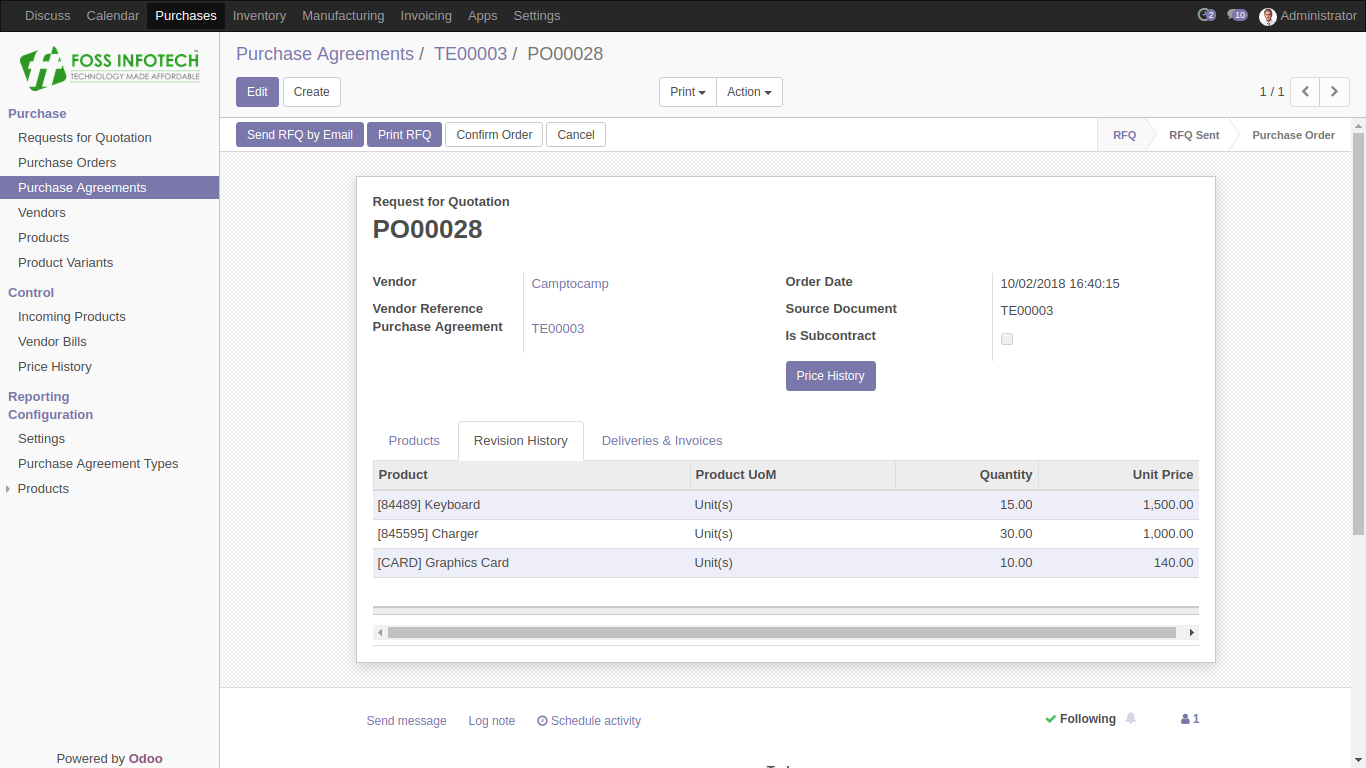 Discuss Calendar Purchases Inventory Manufacturing Invoicing Apps Settings 2 10 Administrator
FOSS INFOTECH
TECHNOLOGY MADE AFFORDABLE
Purchase
Requests for Quotation
Purchase Orders
Purchase Agreements
Vendors
Products
Product Variants
Control
Incoming Products
Vendor Bills
Price History
Reporting
Configuration
Settings
Purchase Agreement Types
Products
Powered by Odoo
Purchase Agreements / TE00003 / PO00028
Edit Create Print Action 1 / 1
Send RFQ by Email Print RFQ Confirm Order Cancel RFQ RFQ Sent Purchase Order
Request for Quotation
PO00028
Vendor Camptocamp
Vendor Reference
Purchase Agreement TE00003
Order Date 10/02/2018 16:40:15
Source Document TE00003
Is Subcontract
Price History
Products Revision History Deliveries & Invoices
Product Product UoM Quantity Unit Price
[84489] Keyboard Unit(s) 15.00 1,500.00
[845595] Charger Unit(s) 30.00 1,000.00
[CARD] Graphics Card Unit(s) 10.00 140.00
Send message Log note Schedule activity Following 1